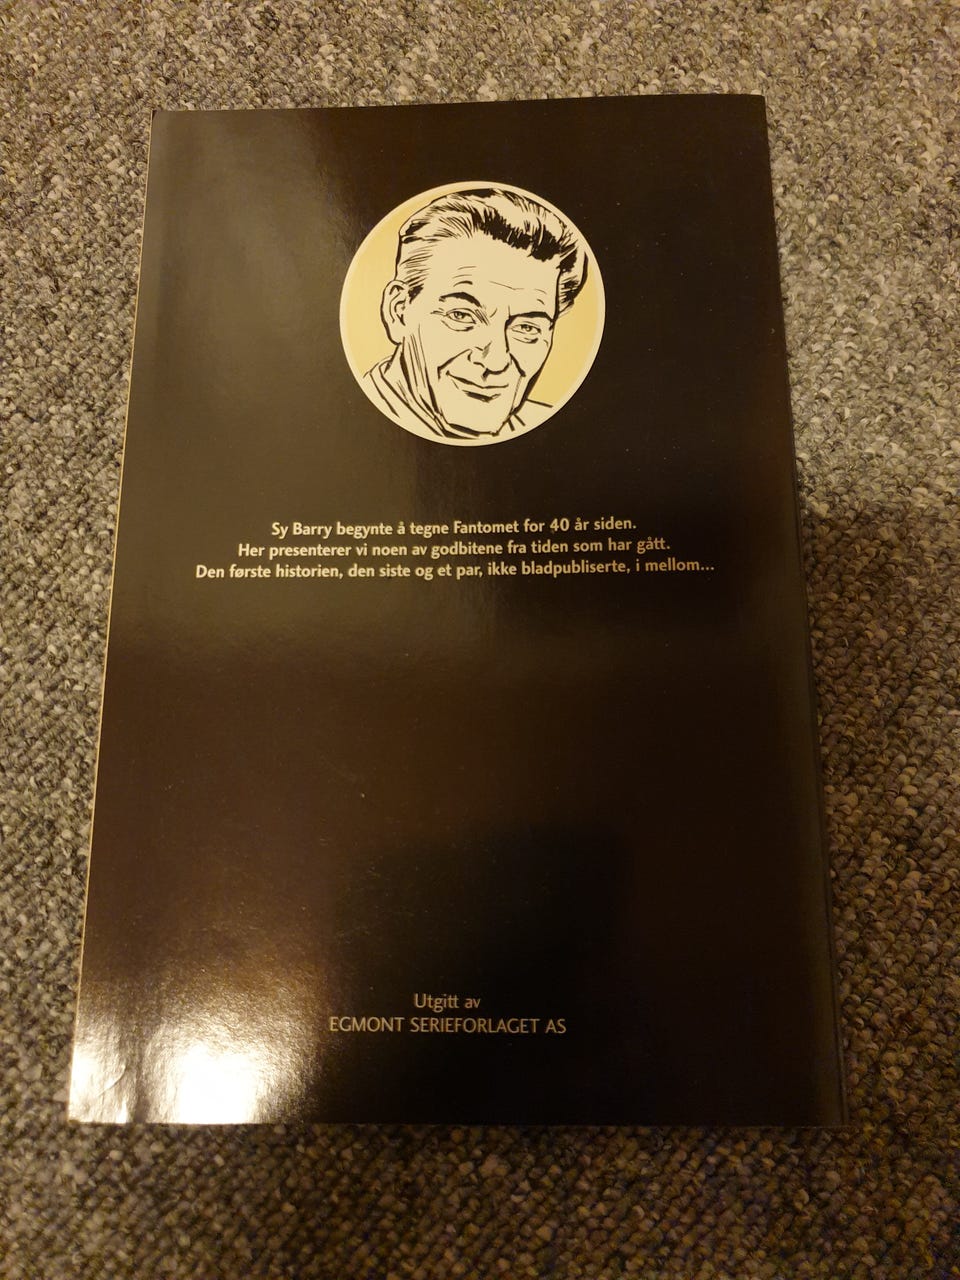 Sy Barry begynte å tegne Fantomet for 40 år siden.
Her presenterer vi noen av godbitene fra tiden som har gått.
Den første historien, den siste og et par, ikke bladpubliserte, i mellom...
Utgitt av
EGMONT SERIEFORLAGET AS